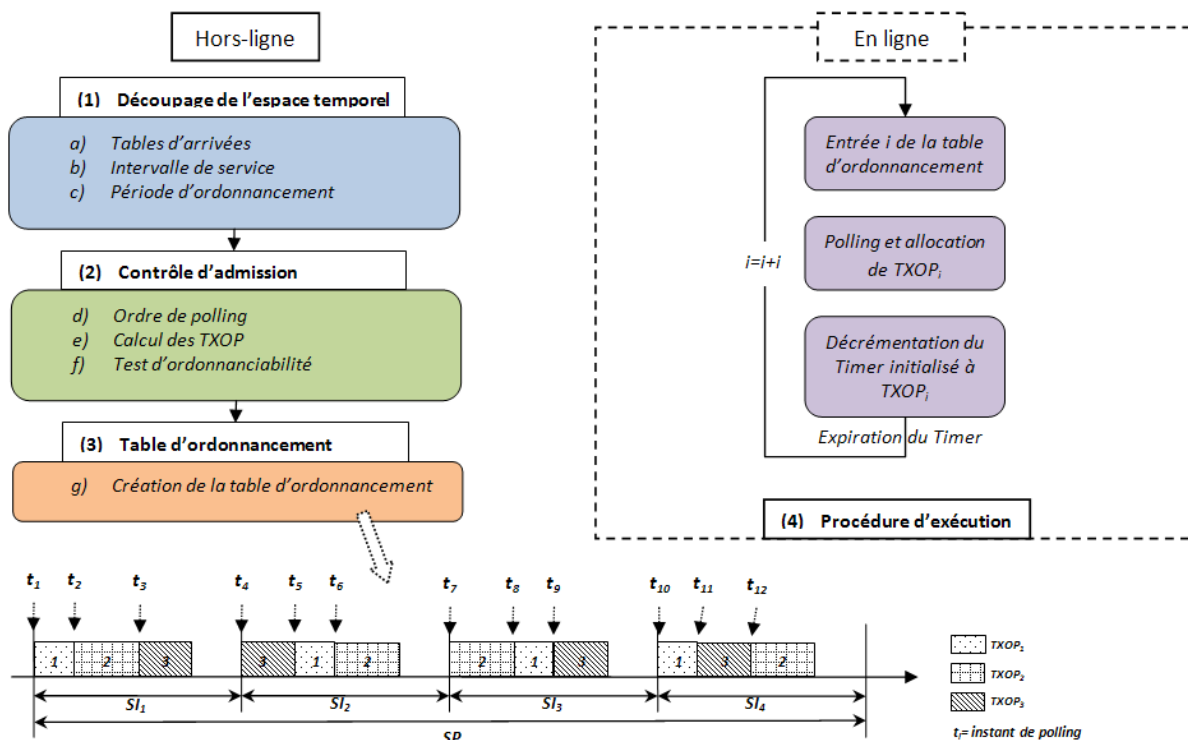 Hors-ligne
(1) Découpage de l'espace temporel
a) Tables d'arrivées
b) Intervalle de service
c) Période d'ordonnancement
(2) Contrôle d'admission
d) Ordre de polling
e) Calcul des TXOP
f) Test d'ordonnanciabilité
(3) Table d'ordonnancement
g) Création de la table d'ordonnancement
En ligne
Entrée i de la table
d'ordonnancement
Polling et allocation
de TXOPi
i=i+i
Décrémentation du
Timer initialisé à
TXOPi
Expiration du Timer
(4) Procédure d'exécution
t1 t2 t3 t4 t5 t6 t7 t8 t9 t10 t11 t12
1 2 3 3 1 2 2 1 3 1 3 2
SI1 SI2 SI3 SI4
SP
TXOP1
TXOP2
TXOP3
ti= instant de polling